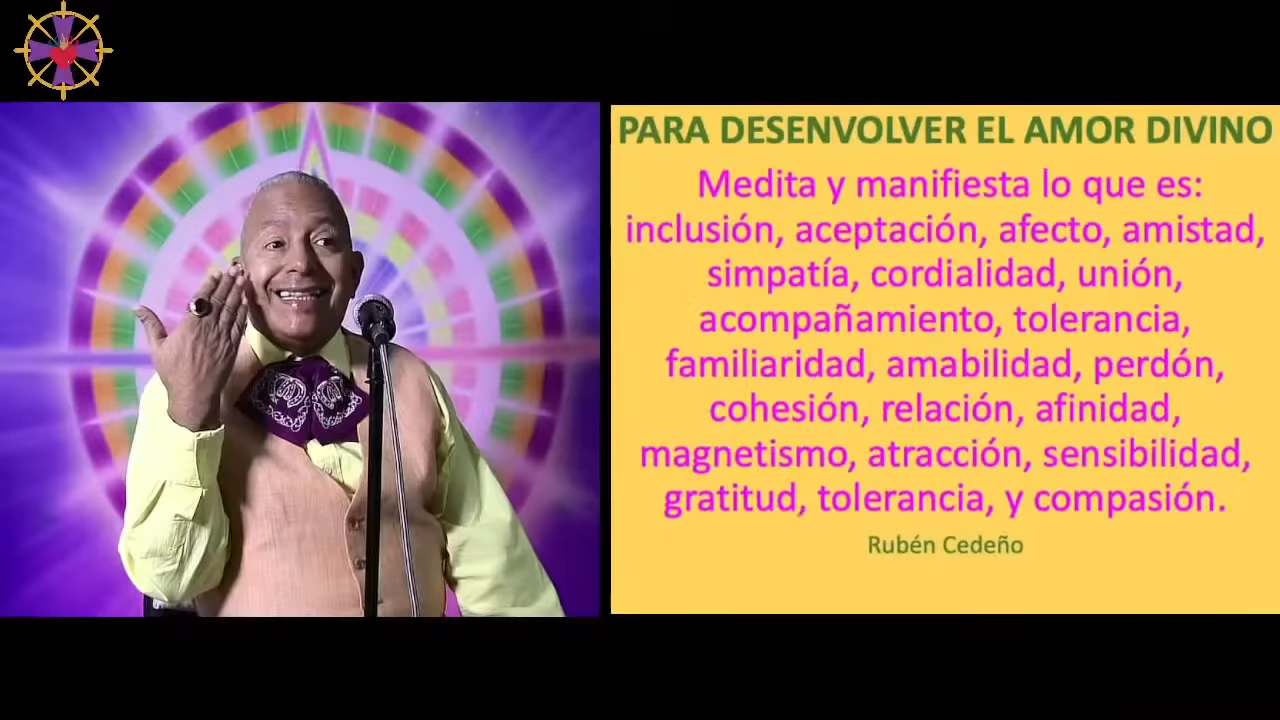 PARA DESENVOLVER EL AMOR DIVINO
Medita y manifiesta lo que es:
inclusión, aceptación, afecto, amistad,
simpatía, cordialidad, unión,
acompañamiento, tolerancia,
familiaridad, amabilidad, perdón,
cohesión, relación, afinidad,
magnetismo, atracción, sensibilidad,
gratitud, tolerancia, y compasión.
Rubén Cedeño